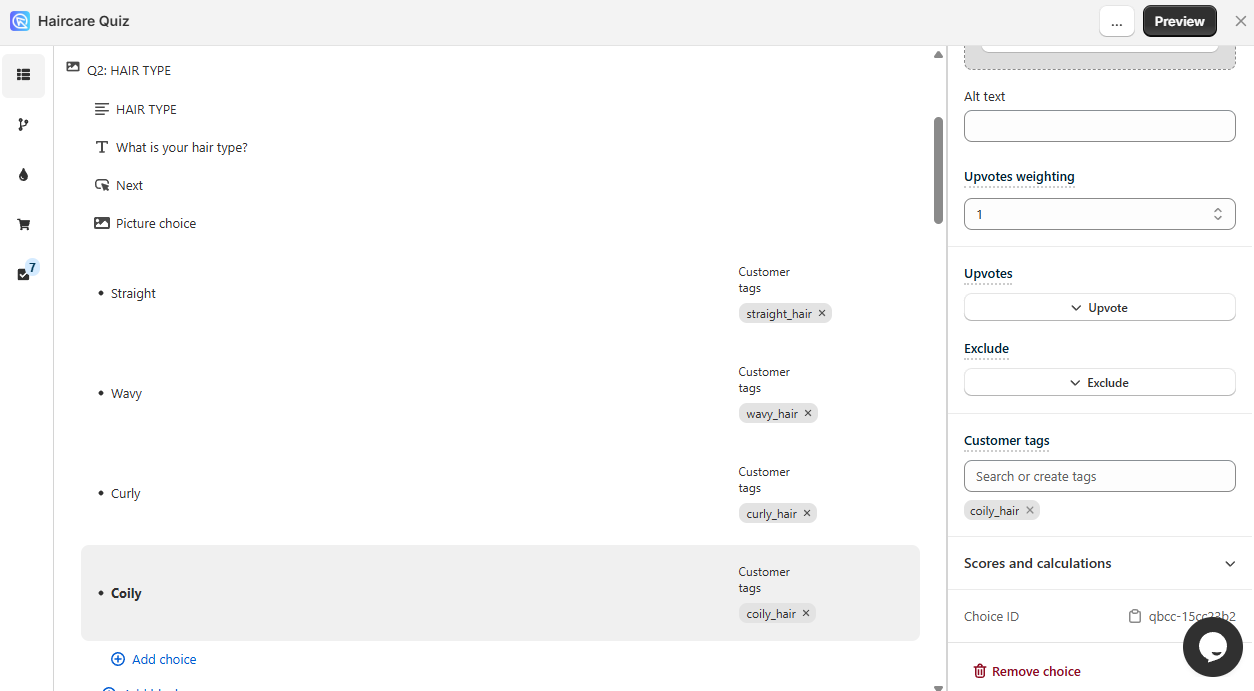 Haircare Quiz
...
Preview
Q2: HAIR TYPE
HAIR TYPE
What is your hair type?
Next
Picture choice
7
Straight
Customer
tags
straight_hair
Wavy
Customer
tags
wavy_hair
Curly
Customer
tags
curly_hair
Coily
Customer
tags
coily_hair
Add choice
Alt text
Upvotes weighting
1
Upvotes
Upvote
Exclude
Exclude
Customer tags
Search or create tags
coily_hair
Scores and calculations
Choice ID
Remove choice